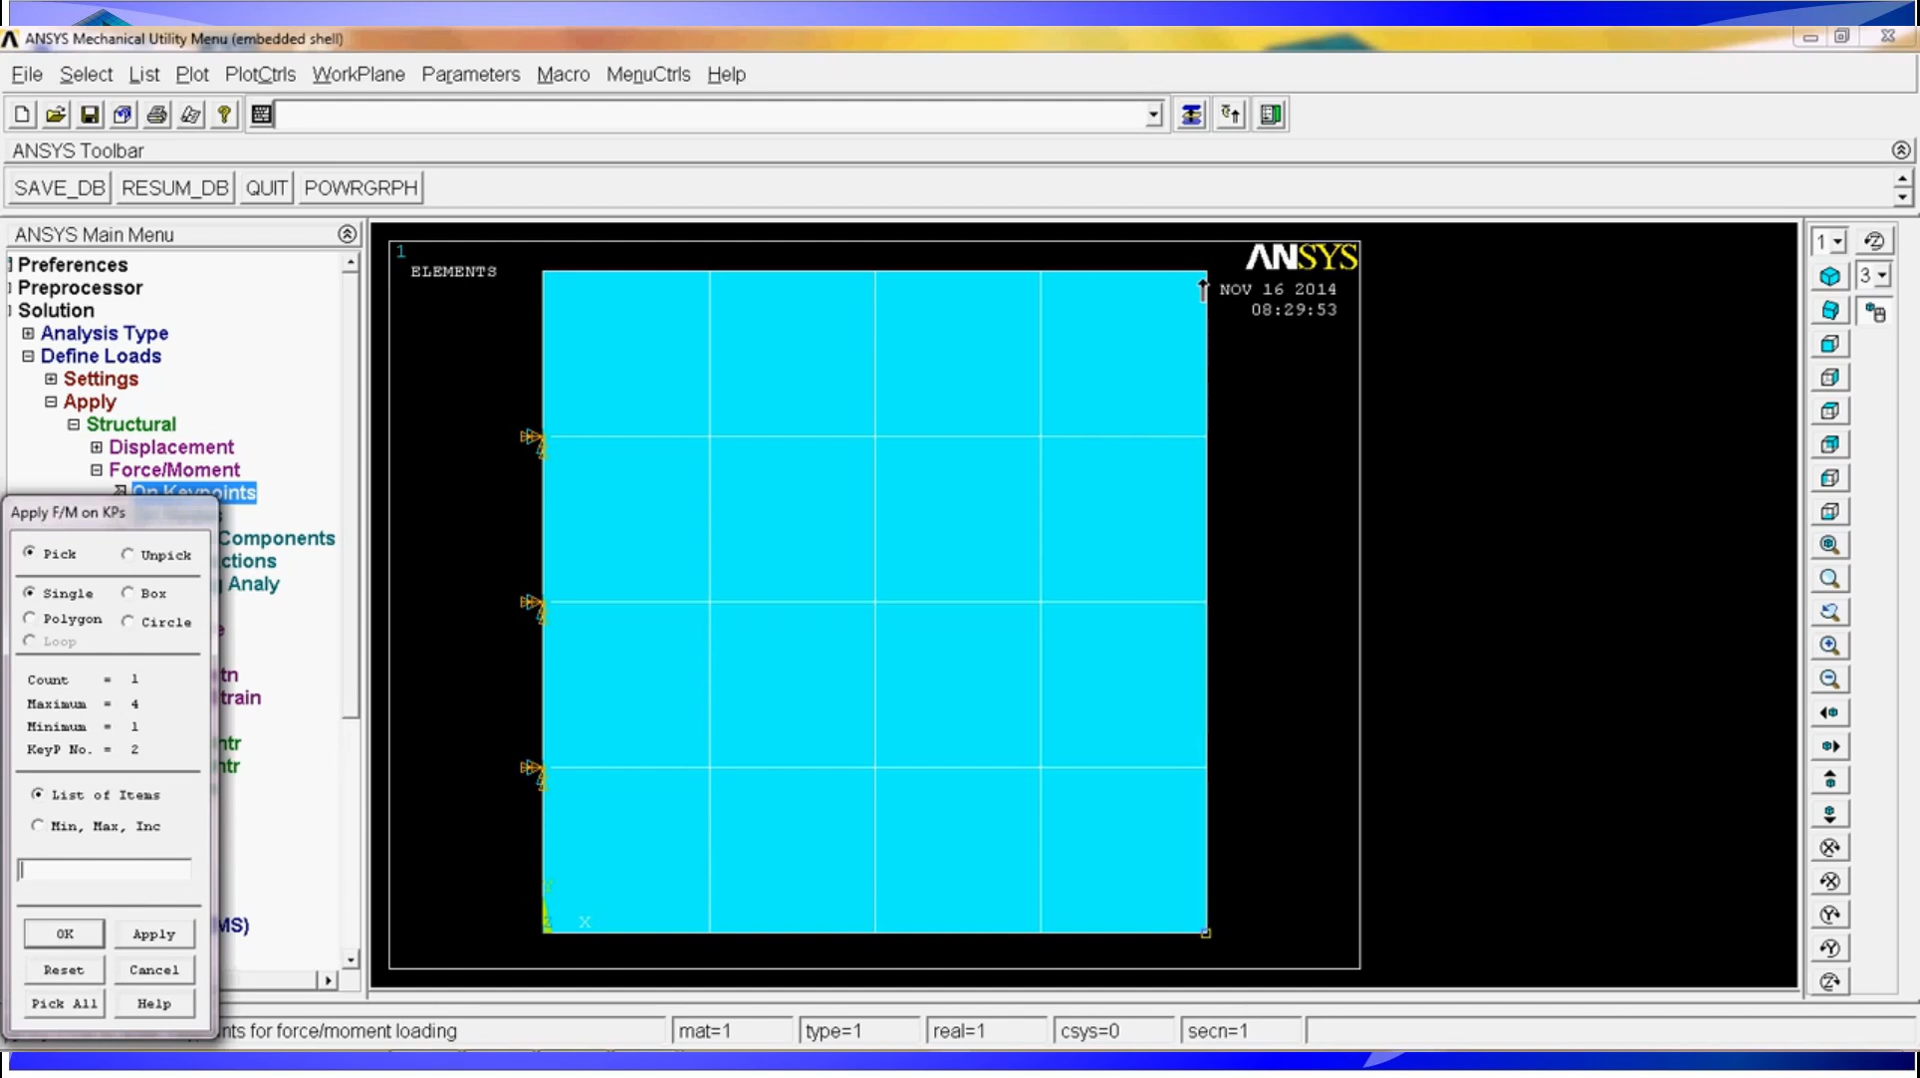 ANSYS Mechanical Utility Menu (embedded shell)
File Select List Plot PlotCtrls WorkPlane Parameters Macro MenuCtrls Help
ANSYS Toolbar
SAVE_DB RESUM_DB QUIT POWRGRPH
ANSYS Main Menu
Preferences
Preprocessor
Solution
Analysis Type
Define Loads
Settings
Apply
Structural
Displacement
Force/Moment
On Keypoints
Components
ctions
Analy
tn
train
ntr
ntr
MS)
Apply F/M on KPs
Pick Unpick
Single Box
Polygon Circle
Loop
Count = 1
Maximum = 4
Minimum = 1
KeyP No. = 2
List of Items
Min, Max, Inc
OK Apply
Reset Cancel
Pick All Help
1
ELEMENTS
ANSYS
NOV 16 2014
08:29:53
Y
Z X
1
3
nts for force/moment loading
mat=1 type=1 real=1 csys=0 secn=1